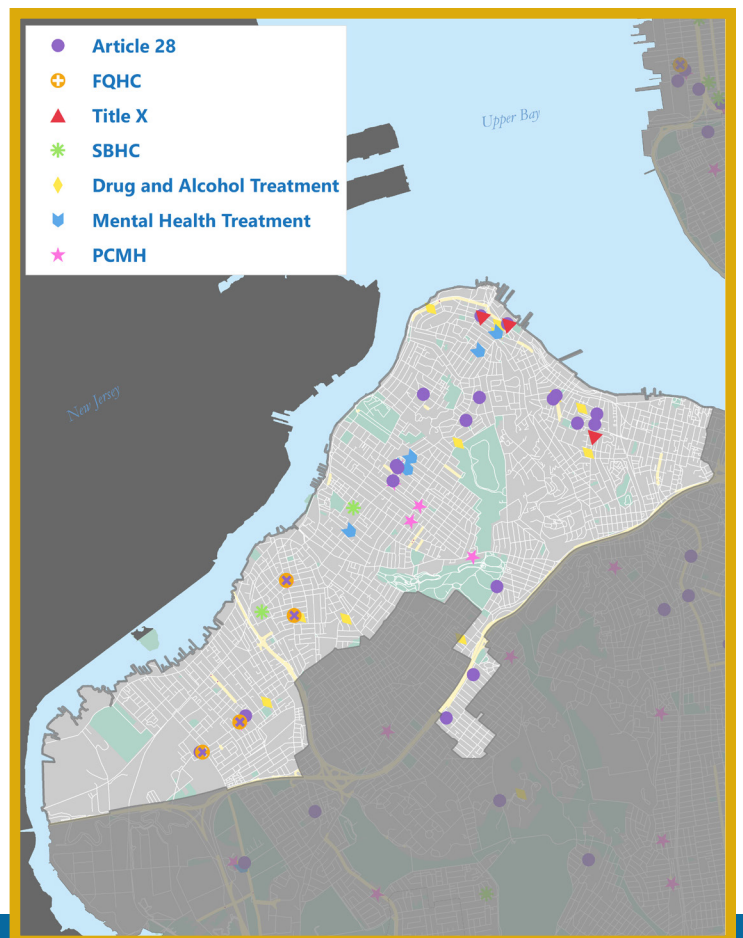 Article 28
FQHC
Title X
SBHC
Drug and Alcohol Treatment
Mental Health Treatment
PCMH
Upper Bay
New Jersey